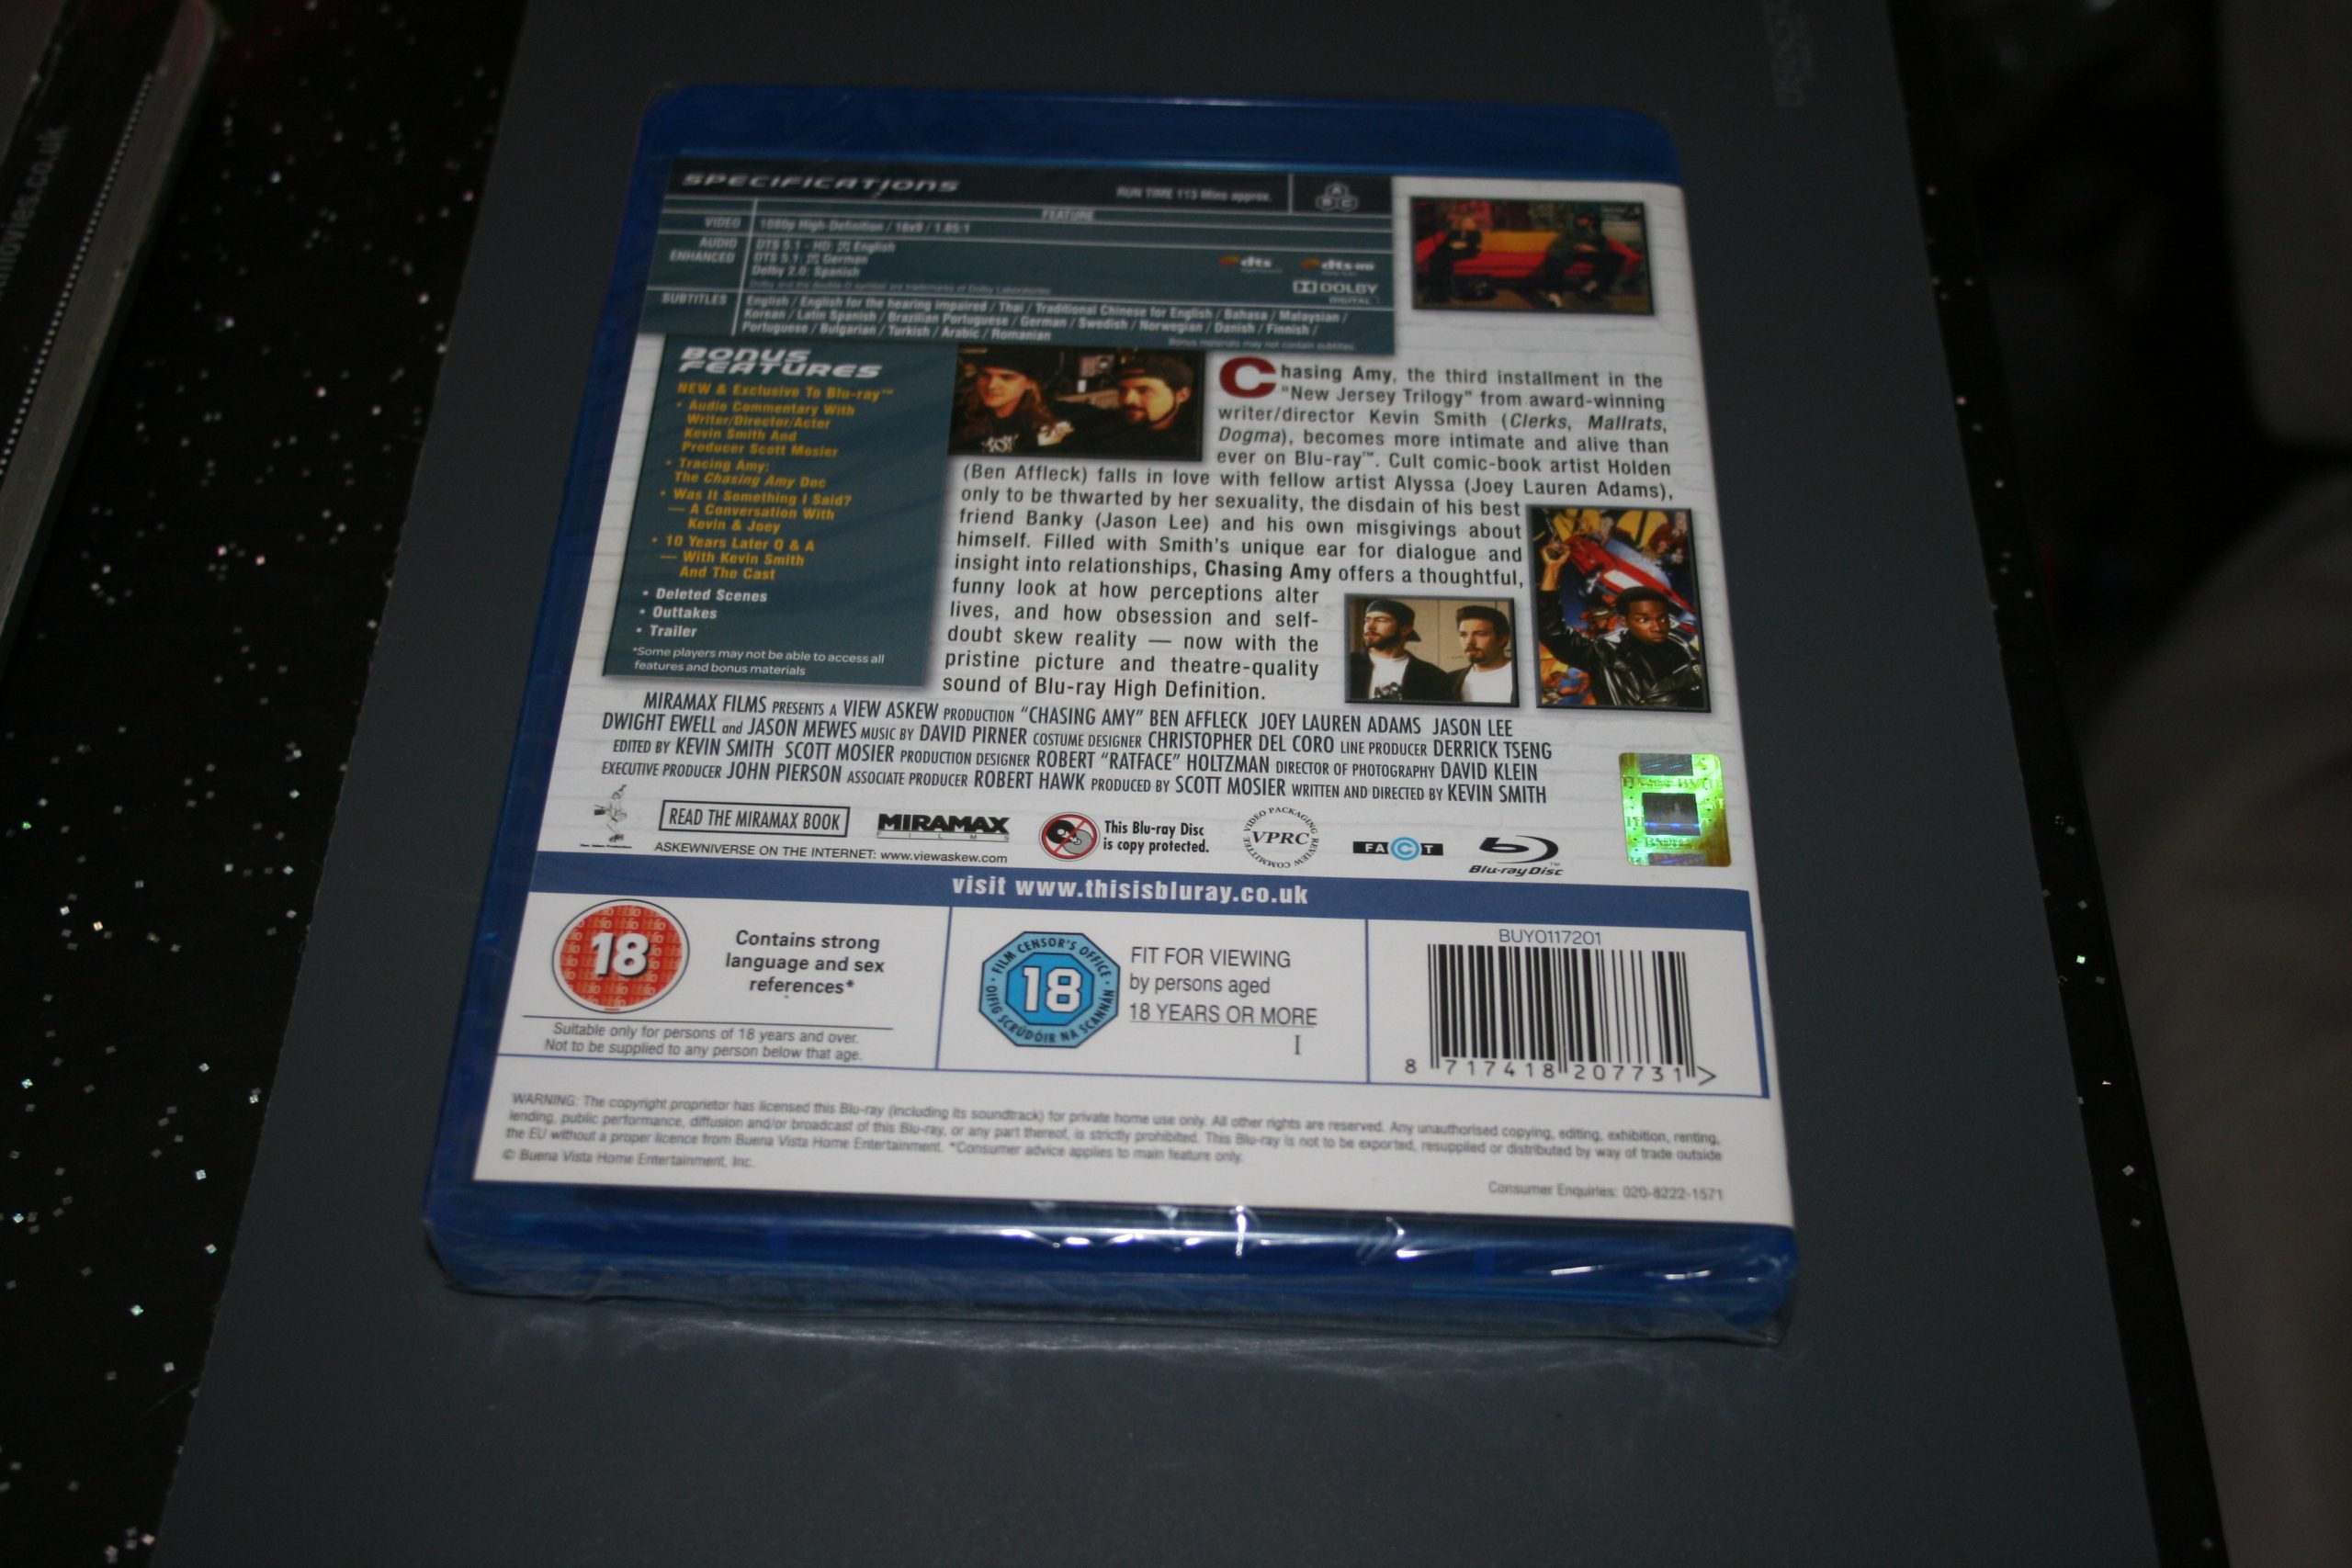 movies.co.uk
SPECIFICATIONS
RUN TIME 113 Mins approx.
A
B C
FEATURE
VIDEO
1080p High-Definition / 16x9 / 1.85:1
AUDIO
ENHANCED
DTS 5.1 - HD: English
DTS 5.1: German
Dolby 2.0: Spanish
Dolby and the double-D symbol are trademarks of Dolby Laboratories
dts
dts-HD
DOLBY
DIGITAL
SUBTITLES
English / English for the hearing impaired / Thai / Traditional Chinese for English / Bahasa / Malaysian /
Korean / Latin Spanish / Brazilian Portuguese / German / Swedish / Norwegian / Danish / Finnish /
Portuguese / Bulgarian / Turkish / Arabic / Romanian
Bonus materials may not contain subtitles.
BONUS
FEATURES
NEW & Exclusive To Blu-ray™
• Audio Commentary With
Writer/Director/Actor
Kevin Smith And
Producer Scott Mosier
• Tracing Amy:
The Chasing Amy Doc
• Was It Something I Said?
— A Conversation With
Kevin & Joey
• 10 Years Later Q & A
— With Kevin Smith
And The Cast
• Deleted Scenes
• Outtakes
• Trailer
*Some players may not be able to access all
features and bonus materials
Chasing Amy, the third installment in the
"New Jersey Trilogy" from award-winning
writer/director Kevin Smith (Clerks, Mallrats,
Dogma), becomes more intimate and alive than
ever on Blu-ray™. Cult comic-book artist Holden
(Ben Affleck) falls in love with fellow artist Alyssa (Joey Lauren Adams),
only to be thwarted by her sexuality, the disdain of his best
friend Banky (Jason Lee) and his own misgivings about
himself. Filled with Smith's unique ear for dialogue and
insight into relationships, Chasing Amy offers a thoughtful,
funny look at how perceptions alter
lives, and how obsession and self-
doubt skew reality — now with the
pristine picture and theatre-quality
sound of Blu-ray High Definition.
MIRAMAX FILMS PRESENTS A VIEW ASKEW PRODUCTION "CHASING AMY" BEN AFFLECK JOEY LAUREN ADAMS JASON LEE
DWIGHT EWELL and JASON MEWES MUSIC BY DAVID PIRNER COSTUME DESIGNER CHRISTOPHER DEL CORO LINE PRODUCER DERRICK TSENG
EDITED BY KEVIN SMITH SCOTT MOSIER PRODUCTION DESIGNER ROBERT "RATFACE" HOLTZMAN DIRECTOR OF PHOTOGRAPHY DAVID KLEIN
EXECUTIVE PRODUCER JOHN PIERSON ASSOCIATE PRODUCER ROBERT HAWK PRODUCED BY SCOTT MOSIER WRITTEN AND DIRECTED BY KEVIN SMITH
READ THE MIRAMAX BOOK
MIRAMAX
FILMS
This Blu-ray Disc
is copy protected.
VIDEO PACKAGING
VPRC
REVIEW COMMITTEE
FACT
Blu-ray Disc™
ASKEWNIVERSE ON THE INTERNET: www.viewaskew.com
visit www.thisisbluray.co.uk
18
Contains strong
language and sex
references*
Suitable only for persons of 18 years and over.
Not to be supplied to any person below that age.
FILM CENSOR'S OFFICE
18
OIFIG SCRÚDÓIR NA SCANNÁN
FIT FOR VIEWING
by persons aged
18 YEARS OR MORE
I
BUY0117201
8 717418 207731 >
WARNING: The copyright proprietor has licensed this Blu-ray (including its soundtrack) for private home use only. All other rights are reserved. Any unauthorised copying, editing, exhibition, renting,
lending, public performance, diffusion and/or broadcast of this Blu-ray, or any part thereof, is strictly prohibited. This Blu-ray is not to be exported, resupplied or distributed by way of trade outside
the EU without a proper licence from Buena Vista Home Entertainment. *Consumer advice applies to main feature only.
© Buena Vista Home Entertainment, Inc.
Consumer Enquiries: 020-8222-1571